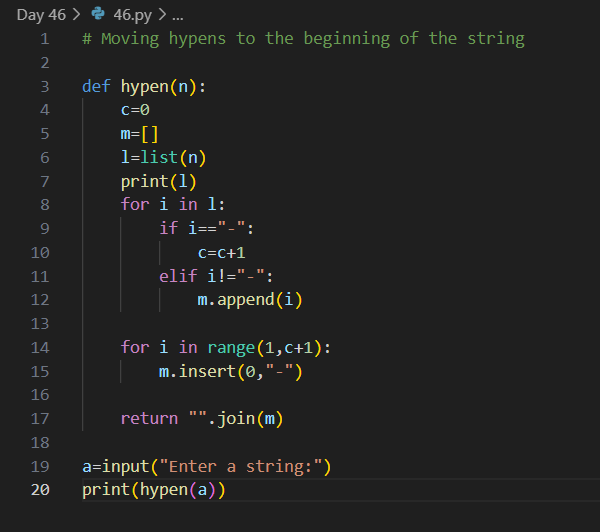 Day 46 > 46.py > ...
1 # Moving hypens to the beginning of the string
2
3 def hypen(n):
4     c=0
5     m=[]
6     l=list(n)
7     print(l)
8     for i in l:
9         if i=="-":
10             c=c+1
11         elif i!="-":
12             m.append(i)
13
14     for i in range(1,c+1):
15         m.insert(0,"-")
16
17     return "".join(m)
18
19 a=input("Enter a string:")
20 print(hypen(a))